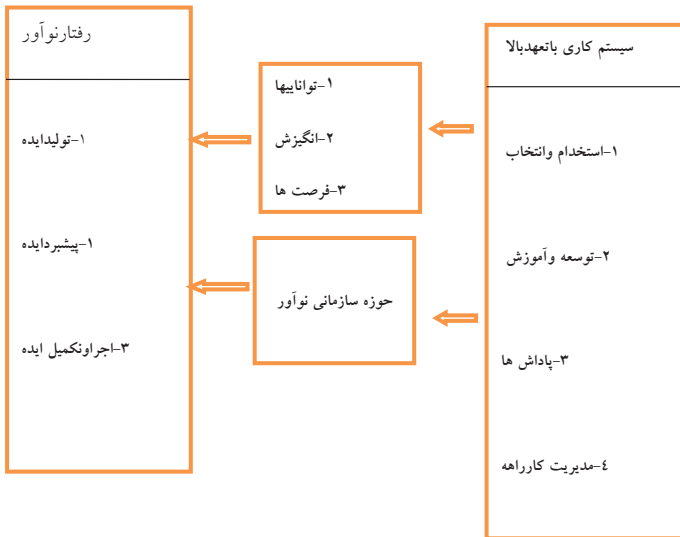 سیستم کاری باتعهدبالا
۱-استخدام وانتخاب
۲-توسعه وآموزش
۳-پاداش ها
٤-مدیریت کارراهه
۱-تواناییها
۲-انگیزش
۳-فرصت ها
حوزه سازمانی نوآور
رفتارنوآور
۱-تولیدایده
۱-پیشبردایده
۳-اجراونکمیل ایده